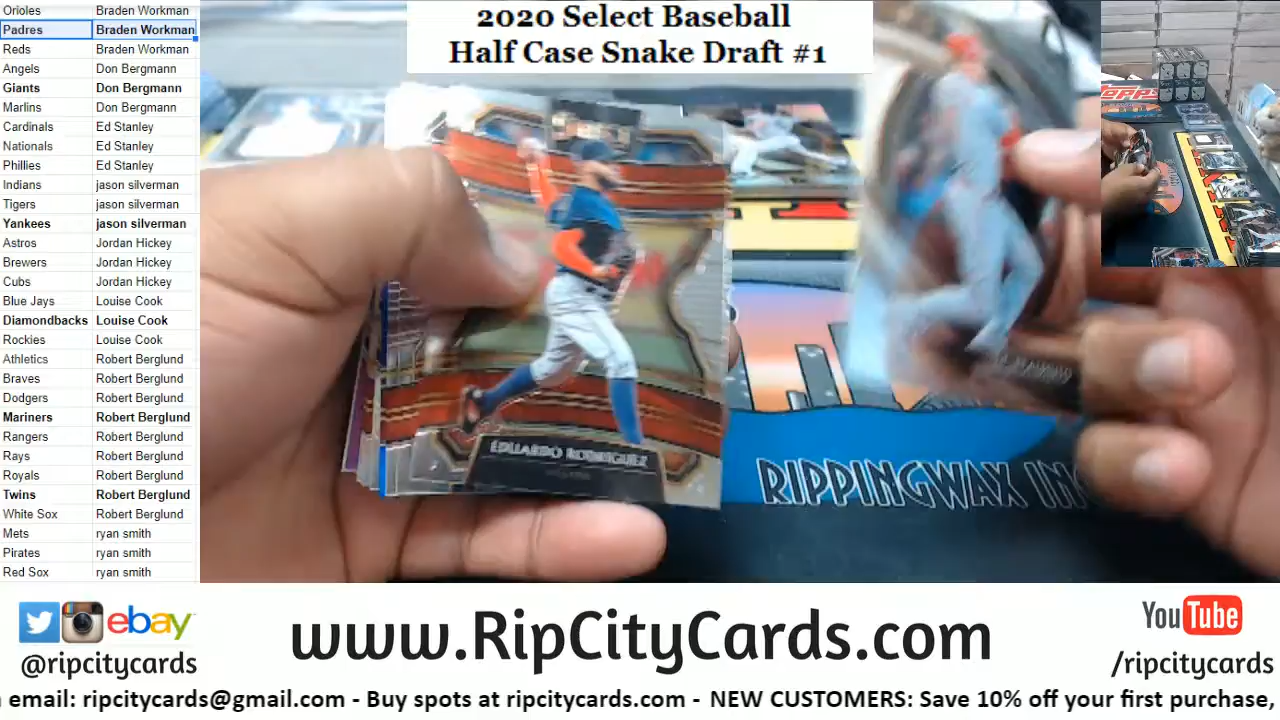 2020 Select Baseball
Half Case Snake Draft #1
Orioles Braden Workman
Padres Braden Workman
Reds Braden Workman
Angels Don Bergmann
Giants Don Bergmann
Marlins Don Bergmann
Cardinals Ed Stanley
Nationals Ed Stanley
Phillies Ed Stanley
Indians jason silverman
Tigers jason silverman
Yankees jason silverman
Astros Jordan Hickey
Brewers Jordan Hickey
Cubs Jordan Hickey
Blue Jays Louise Cook
Diamondbacks Louise Cook
Rockies Louise Cook
Athletics Robert Berglund
Braves Robert Berglund
Dodgers Robert Berglund
Mariners Robert Berglund
Rangers Robert Berglund
Rays Robert Berglund
Royals Robert Berglund
Twins Robert Berglund
White Sox Robert Berglund
Mets ryan smith
Pirates ryan smith
Red Sox ryan smith
TOPPS
EDUARDO RODRIGUEZ
RIPPINGWAX IN
ebay
@ripcitycards
www.RipCityCards.com
YouTube
/ripcitycards
email: ripcitycards@gmail.com - Buy spots at ripcitycards.com - NEW CUSTOMERS: Save 10% off your first purchase,